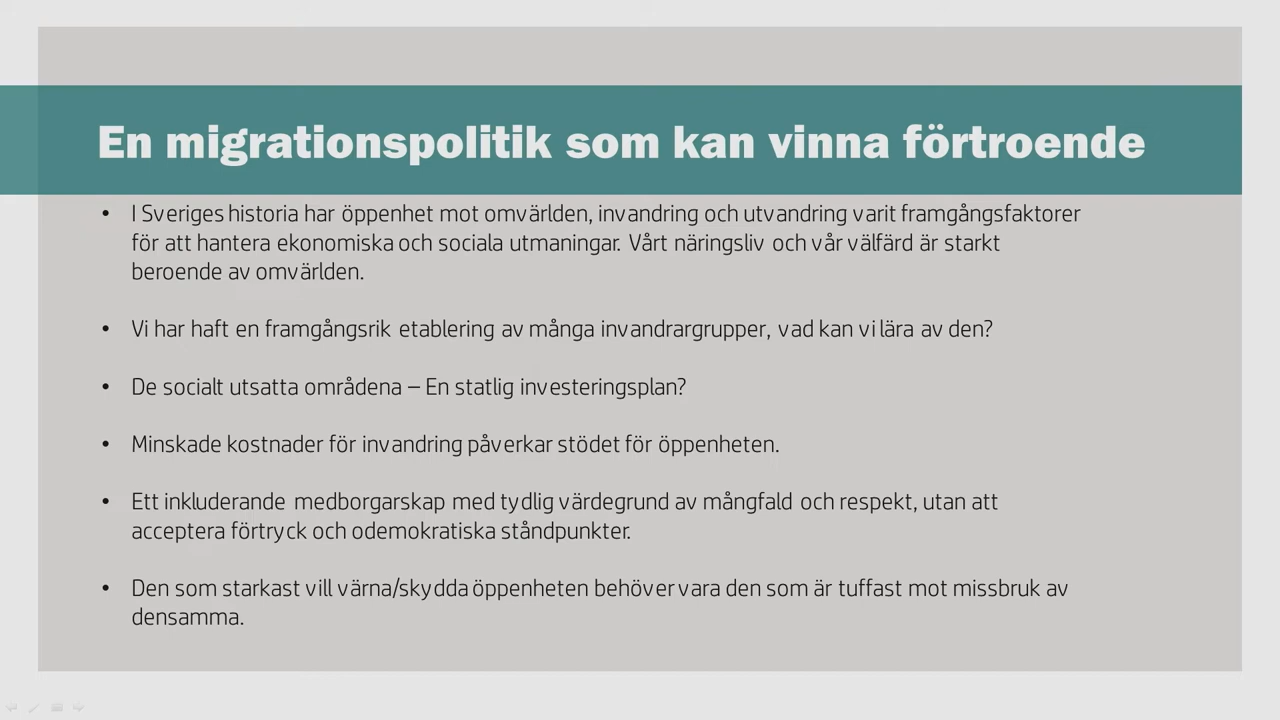 En migrationspolitik som kan vinna förtroende
• I Sveriges historia har öppenhet mot omvärlden, invandring och utvandring varit framgångsfaktorer
för att hantera ekonomiska och sociala utmaningar. Vårt näringsliv och vår välfärd är starkt
beroende av omvärlden.
• Vi har haft en framgångsrik etablering av många invandrargrupper, vad kan vi lära av den?
• De socialt utsatta områdena – En statlig investeringsplan?
• Minskade kostnader för invandring påverkar stödet för öppenheten.
• Ett inkluderande medborgarskap med tydlig värdegrund av mångfald och respekt, utan att
acceptera förtryck och odemokratiska ståndpunkter.
• Den som starkast vill värna/skydda öppenheten behöver vara den som är tuffast mot missbruk av
densamma.